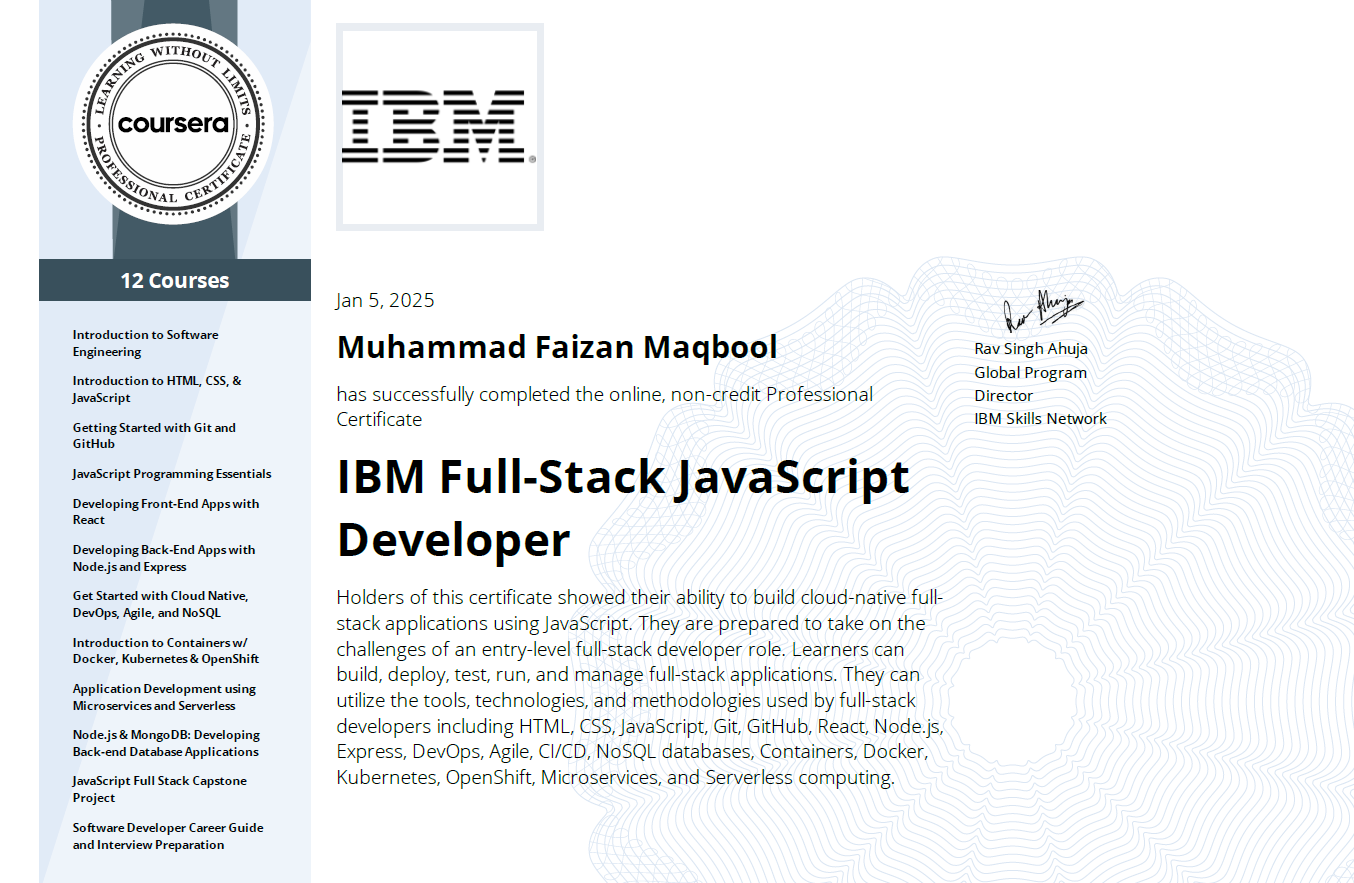 LEARNING WITHOUT LIMITS
coursera
PROFESSIONAL CERTIFICATE
12 Courses
Introduction to Software
Engineering
Introduction to HTML, CSS, &
JavaScript
Getting Started with Git and
GitHub
JavaScript Programming Essentials
Developing Front-End Apps with
React
Developing Back-End Apps with
Node.js and Express
Get Started with Cloud Native,
DevOps, Agile, and NoSQL
Introduction to Containers w/
Docker, Kubernetes & OpenShift
Application Development using
Microservices and Serverless
Node.js & MongoDB: Developing
Back-end Database Applications
JavaScript Full Stack Capstone
Project
Software Developer Career Guide
and Interview Preparation
IBM®
Jan 5, 2025
Muhammad Faizan Maqbool
has successfully completed the online, non-credit Professional
Certificate
IBM Full-Stack JavaScript
Developer
Holders of this certificate showed their ability to build cloud-native full-
stack applications using JavaScript. They are prepared to take on the
challenges of an entry-level full-stack developer role. Learners can
build, deploy, test, run, and manage full-stack applications. They can
utilize the tools, technologies, and methodologies used by full-stack
developers including HTML, CSS, JavaScript, Git, GitHub, React, Node.js,
Express, DevOps, Agile, CI/CD, NoSQL databases, Containers, Docker,
Kubernetes, OpenShift, Microservices, and Serverless computing.
Rav Ahuja
Rav Singh Ahuja
Global Program
Director
IBM Skills Network